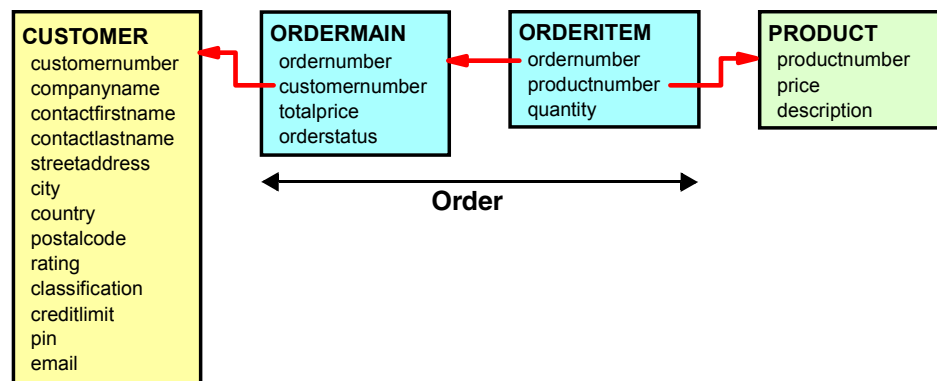 CUSTOMER
customernumber
companyname
contactfirstname
contactlastname
streetaddress
city
country
postalcode
rating
classification
creditlimit
pin
email
ORDERMAIN
ordernumber
customernumber
totalprice
orderstatus
ORDERITEM
ordernumber
productnumber
quantity
PRODUCT
productnumber
price
description
Order